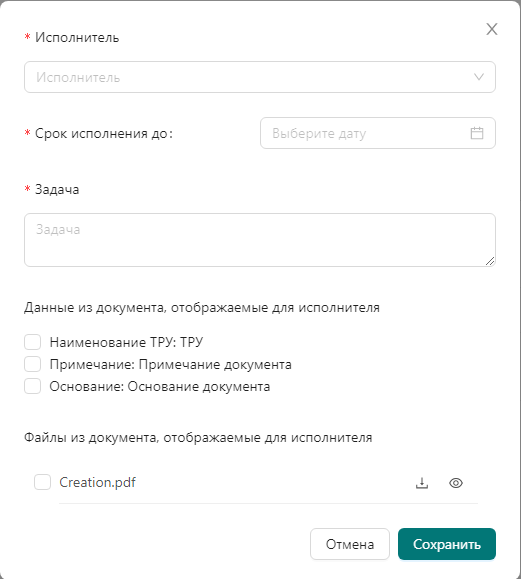 * Исполнитель
Исполнитель
* Срок исполнения до:
Выберите дату
* Задача
Задача
Данные из документа, отображаемые для исполнителя
Наименование ТРУ: ТРУ
Примечание: Примечание документа
Основание: Основание документа
Файлы из документа, отображаемые для исполнителя
Creation.pdf
Отмена
Сохранить